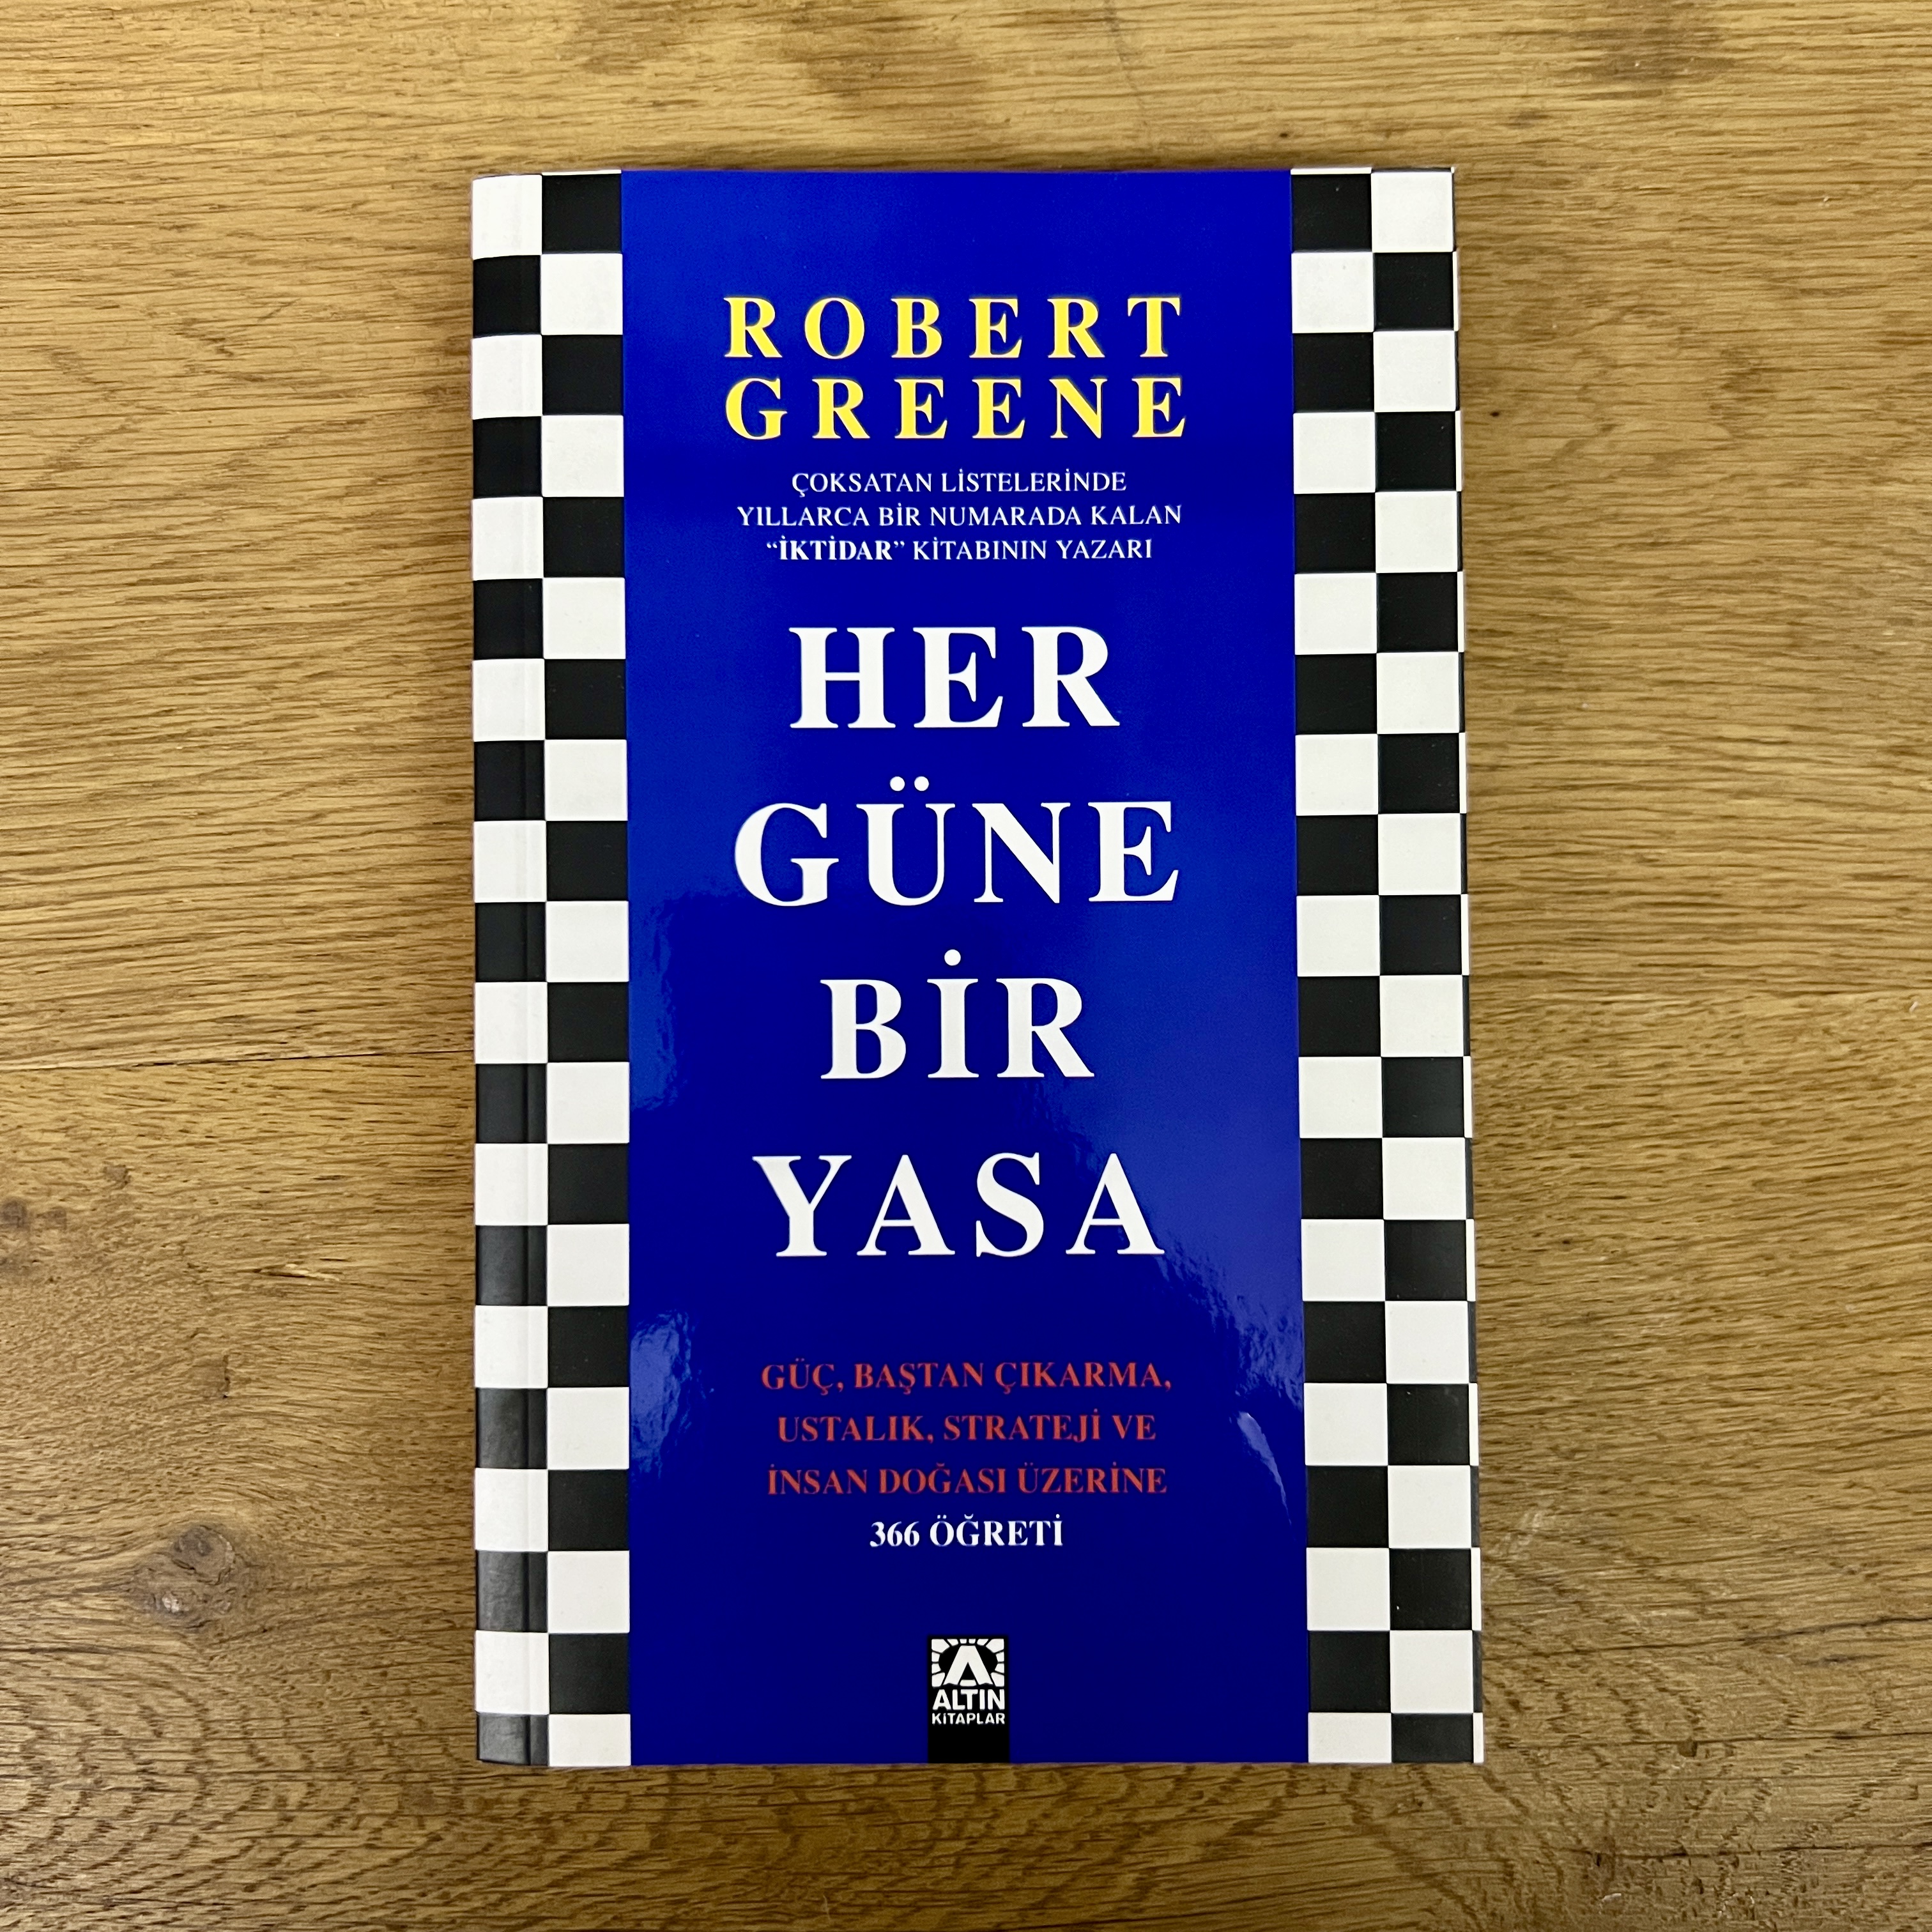 ROBERT
GREENE
ÇOKSATAN LİSTELERİNDE
YILLARCA BİR NUMARADA KALAN
“İKTİDAR” KİTABININ YAZARI
HER
GÜNE
BİR
YASA
GÜÇ, BAŞTAN ÇIKARMA,
USTALIK, STRATEJİ VE
İNSAN DOĞASI ÜZERİNE
366 ÖĞRETİ
ALTIN
KİTAPLAR